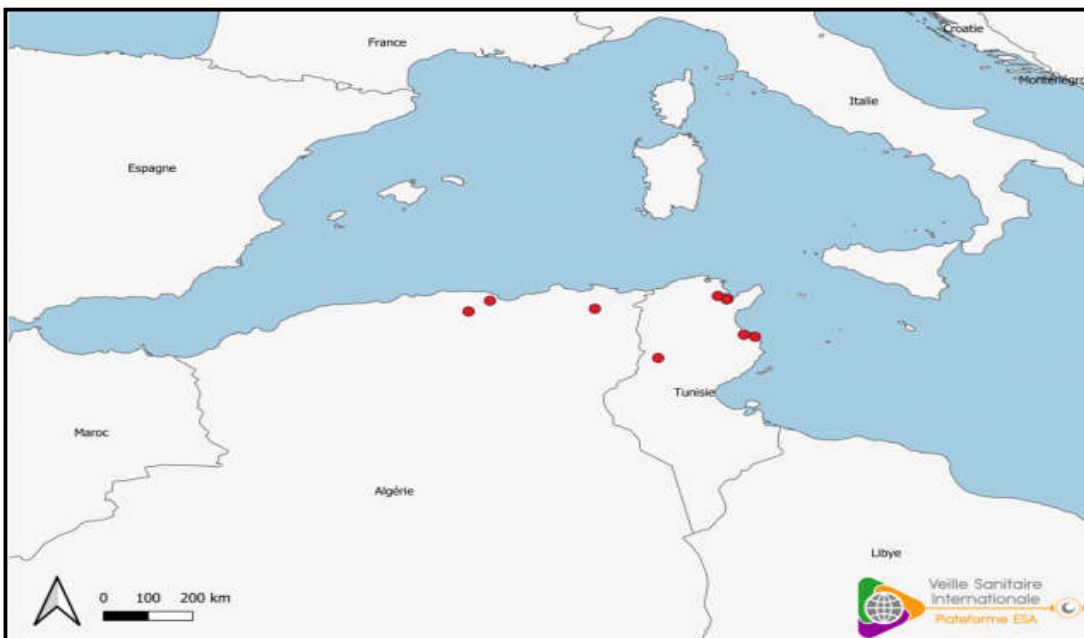 Croatie
France
Monténégro
Italie
Espagne
Tunisie
Maroc
Algérie
Libye
0 100 200 km
Veille Sanitaire
Internationale
Plateforme ESA